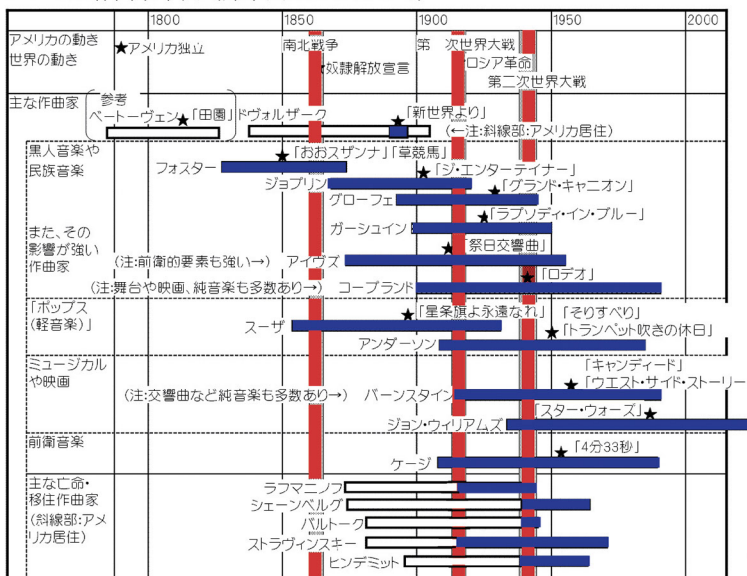 1800 1850 1900 1950 2000
アメリカの動き
世界の動き
★アメリカ独立
南北戦争
★奴隷解放宣言
第 次世界大戦
★ロシア革命
第二次世界大戦
主な作曲家
参考
ベートーヴェン ★「田園」
ドヴォルザーク
★「新世界より」
(←注:斜線部:アメリカ居住)
黒人音楽や
民族音楽
また、その
影響が強い
作曲家
フォスター
★「おおスザンナ」「草競馬」
ジョプリン
★「ジ・エンターテイナー」
グローフェ
★「グランド・キャニオン」
ガーシュイン
★「ラプソディ・イン・ブルー」
(注:前衛的要素も強い→) アイヴズ
★「祭日交響曲」
(注:舞台や映画、純音楽も多数あり→) コープランド
★「ロデオ」
「ポップス
(軽音楽)」
スーザ
★「星条旗よ永遠なれ」
アンダーソン
「そりすべり」
★「トランペット吹きの休日」
ミュージカル
や映画
(注:交響曲など純音楽も多数あり→) バーンスタイン
「キャンディード」
★「ウエスト・サイド・ストーリー
ジョン・ウィリアムズ
「スター・ウォーズ」★
前衛音楽
ケージ
★「4分33秒」
主な亡命・
移住作曲家
(斜線部:アメ
リカ居住)
ラフマニノフ
シェーンベルグ
バルトーク
ストラヴィンスキー
ヒンデミット